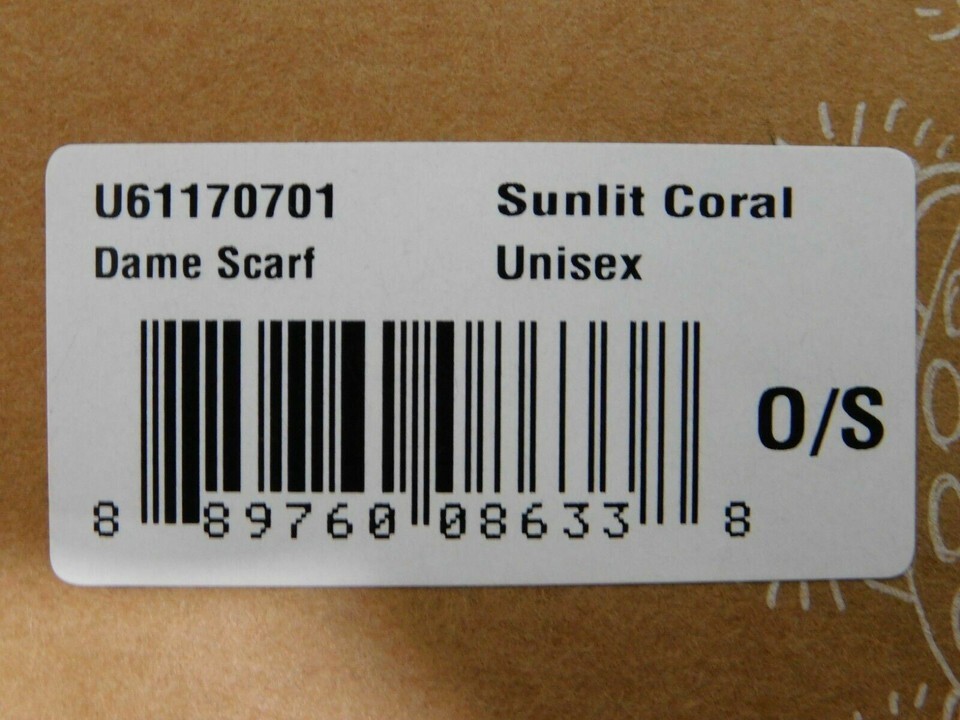 U61170701 Sunlit Coral
Dame Scarf Unisex
O/S
8 89760 08633 8